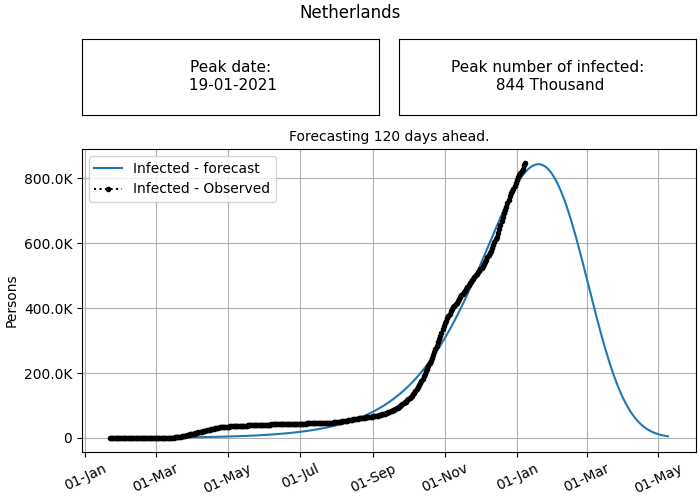 Netherlands
Peak date:
19-01-2021
Peak number of infected:
844 Thousand
Forecasting 120 days ahead.
Infected - forecast
Infected - Observed
800.0K
600.0K
400.0K
200.0K
0
Persons
01-Jan
01-Mar
01-May
01-Jul
01-Sep
01-Nov
01-Jan
01-Mar
01-May